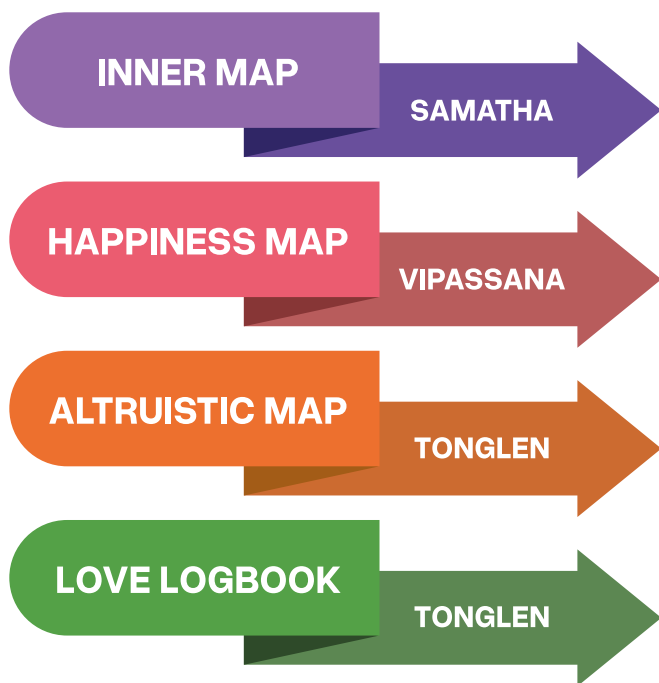 INNER MAP
SAMATHA
HAPPINESS MAP
VIPASSANA
ALTRUISTIC MAP
TONGLEN
LOVE LOGBOOK
TONGLEN